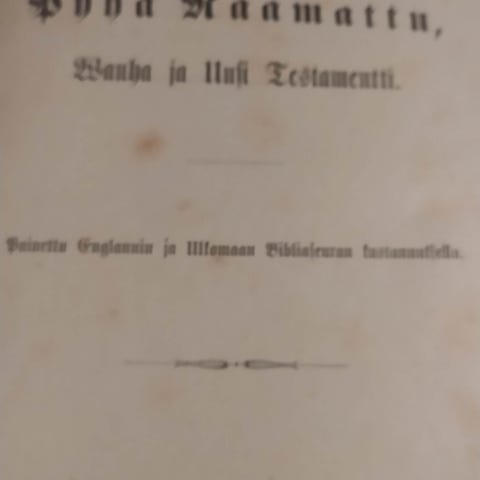 Pyhä Raamattu,
Wanha ja Uusi Testamentti.
Painettu Englannin ja Ulkomaan Bibliaseuran kustannuksella.